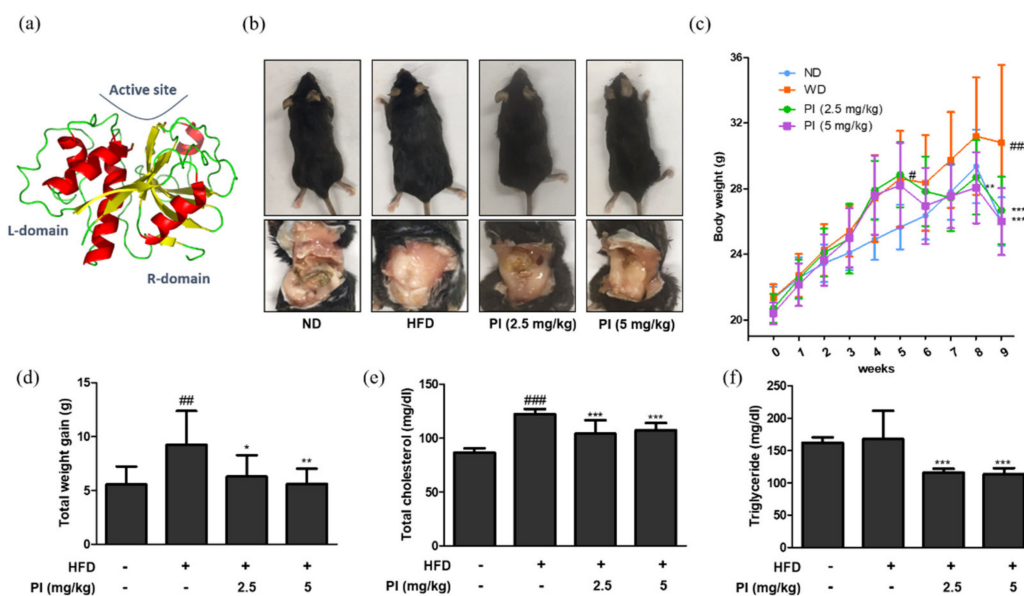 (a)
Active site
L-domain
R-domain
(b)
ND
HFD
PI (2.5 mg/kg)
PI (5 mg/kg)
(c)
Body weight (g)
36
32
28
24
20
ND
WD
PI (2.5 mg/kg)
PI (5 mg/kg)
#
##
**
***
***
0 1 2 3 4 5 6 7 8 9
weeks
(d)
Total weight gain (g)
15
10
5
0
##
*
**
HFD - + + +
PI (mg/kg) - - 2.5 5
(e)
Total cholesterol (mg/dl)
150
100
50
0
###
***
***
HFD - + + +
PI (mg/kg) - - 2.5 5
(f)
Triglyceride (mg/dl)
250
200
150
100
50
0
***
***
HFD - + + +
PI (mg/kg) - - 2.5 5